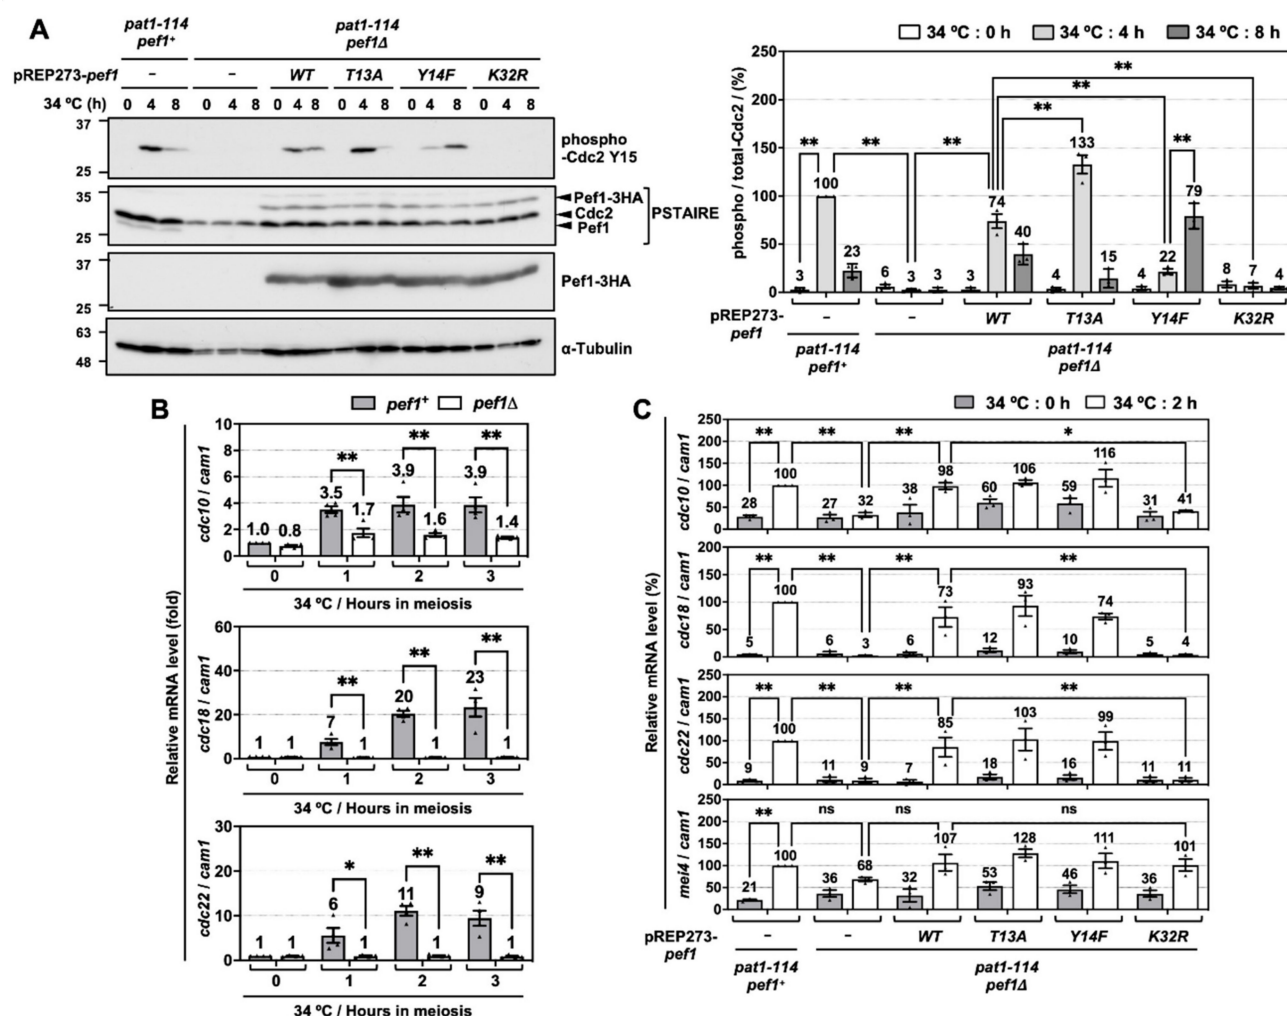 A
pat1-114
pef1+
pat1-114
pef1Δ
pREP273-pef1
–
–
WT
T13A
Y14F
K32R
34 ºC (h)
0 4 8 0 4 8 0 4 8 0 4 8 0 4 8 0 4 8
37
25
phospho
-Cdc2 Y15
35
25
Pef1-3HA
Cdc2
Pef1
PSTAIRE
37
25
Pef1-3HA
63
48
α-Tubulin
34 ºC : 0 h 34 ºC : 4 h 34 ºC : 8 h
phospho / total-Cdc2 / (%)
250
200
150
100
50
0
** ** ** ** ** ** **
3 100 23 6 3 3 3 74 40 4 133 15 4 22 79 8 7 4
pREP273-
pef1
– – WT T13A Y14F K32R
pat1-114
pef1+
pat1-114
pef1Δ
B
pef1+ pef1Δ
Relative mRNA level (fold)
cdc10 / cam1
10
8
6
4
2
0
** ** **
1.0 0.8 3.5 1.7 3.9 1.6 3.9 1.4
0 1 2 3
34 ºC / Hours in meiosis
cdc18 / cam1
60
40
20
0
** ** **
1 1 7 1 20 1 23 1
0 1 2 3
34 ºC / Hours in meiosis
cdc22 / cam1
30
20
10
0
* ** **
1 1 6 1 11 1 9 1
0 1 2 3
34 ºC / Hours in meiosis
C
34 ºC : 0 h 34 ºC : 2 h
Relative mRNA level (%)
cdc10 / cam1
250
200
150
100
50
0
** ** ** *
28 100 27 32 38 98 60 106 59 116 31 41
cdc18 / cam1
200
150
100
50
0
** ** ** **
5 100 6 3 6 73 12 93 10 74 5 4
cdc22 / cam1
250
200
150
100
50
0
** ** ** **
9 100 11 9 7 85 18 103 16 99 11 11
mei4 / cam1
250
200
150
100
50
0
** ns ns ns
21 100 36 68 32 107 53 128 46 111 36 101
pREP273-
pef1
– – WT T13A Y14F K32R
pat1-114
pef1+
pat1-114
pef1Δ